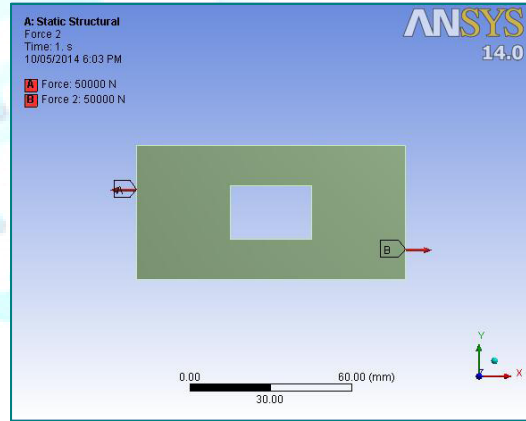 A: Static Structural
Force 2
Time: 1. s
10/05/2014 6:03 PM
A Force: 50000 N
B Force 2: 50000 N
ANSYS
14.0
A
B
Y
Z
X
0.00 60.00 (mm)
30.00